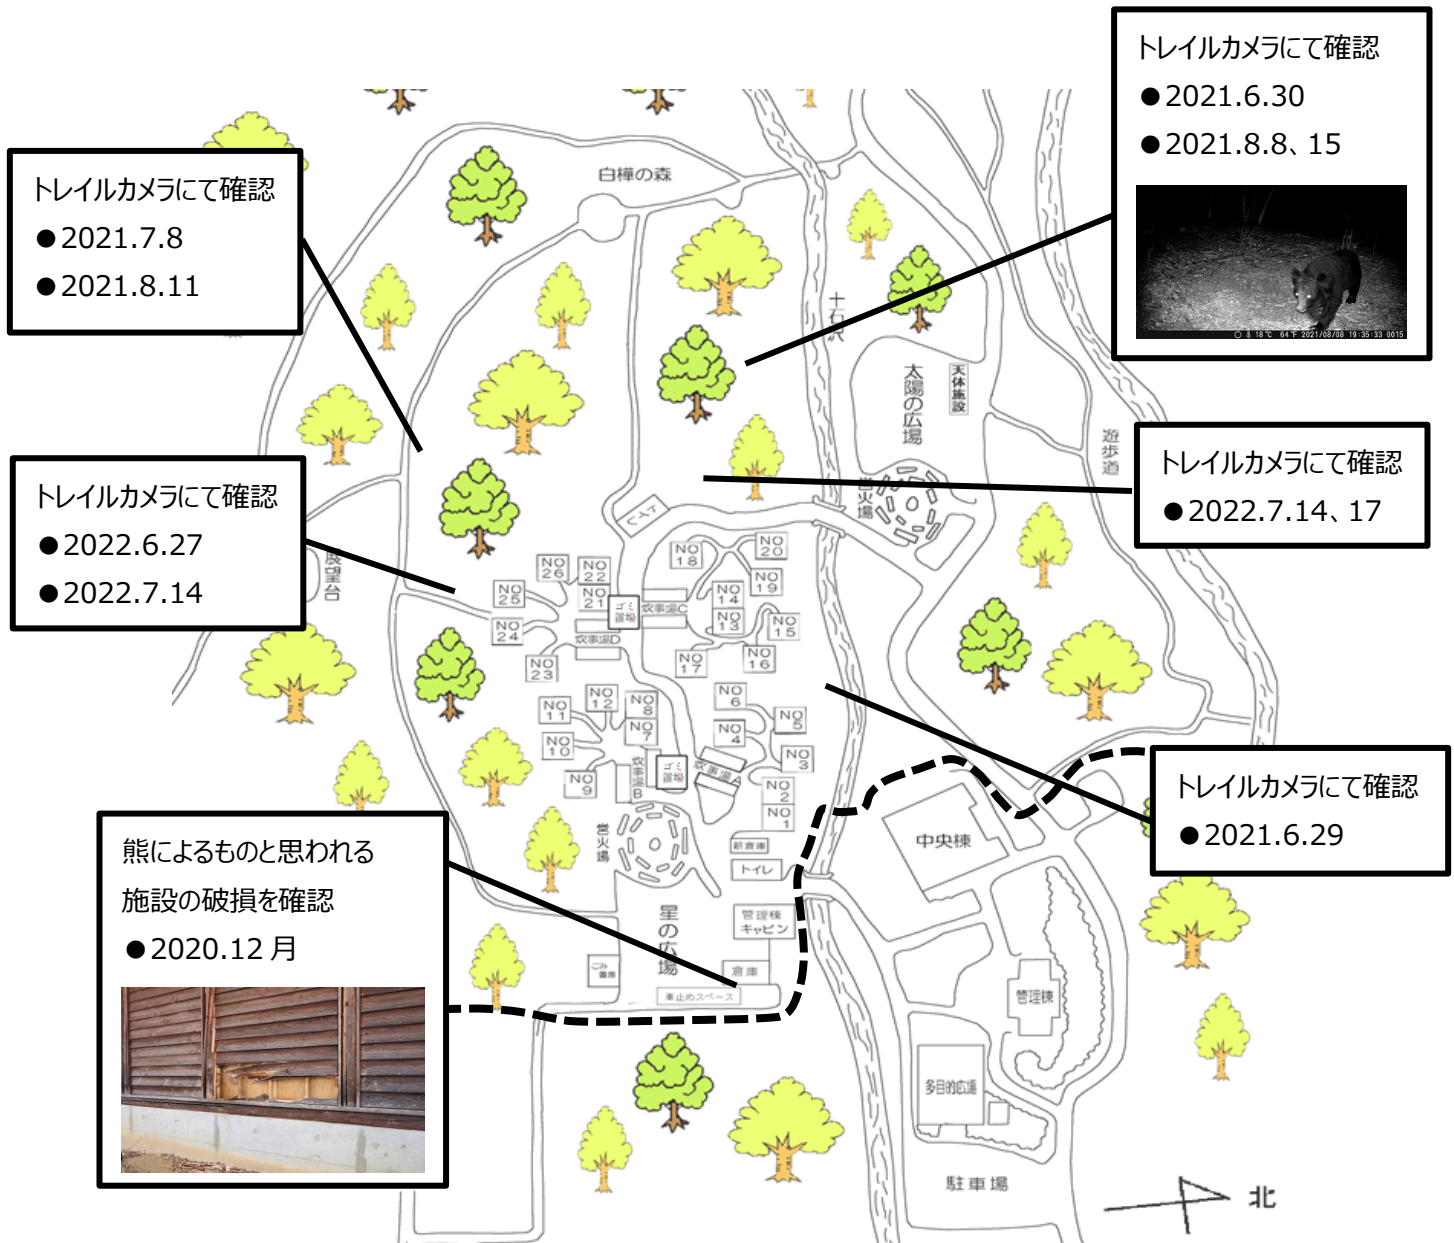 トレイルカメラにて確認
●2021.6.30
●2021.8.8、15
18℃ 64℉ 2021/08/08 19:35:33 0015
トレイルカメラにて確認
●2021.7.8
●2021.8.11
白樺の森
十石沢
太陽の広場
天体施設
遊歩道
営火場
トレイルカメラにて確認
●2022.7.14、17
トレイルカメラにて確認
●2022.6.27
●2022.7.14
展望台
トイレ
NO 18
NO 20
NO 19
NO 26
NO 22
NO 25
NO 21
NO 24
NO 23
ゴミ置場
炊事場C
炊事場D
NO 14
NO 13
NO 15
NO 16
NO 17
NO 12
NO 11
NO 10
NO 9
NO 8
NO 7
NO 6
NO 5
NO 4
NO 3
NO 2
NO 1
炊事場B
ゴミ置場
炊事場A
営火場
新倉庫
トイレ
管理棟
キャビン
星の広場
倉庫
車止めスペース
中央棟
管理棟
多目的広場
駐車場
北
トレイルカメラにて確認
●2021.6.29
熊によるものと思われる
施設の破損を確認
●2020.12月